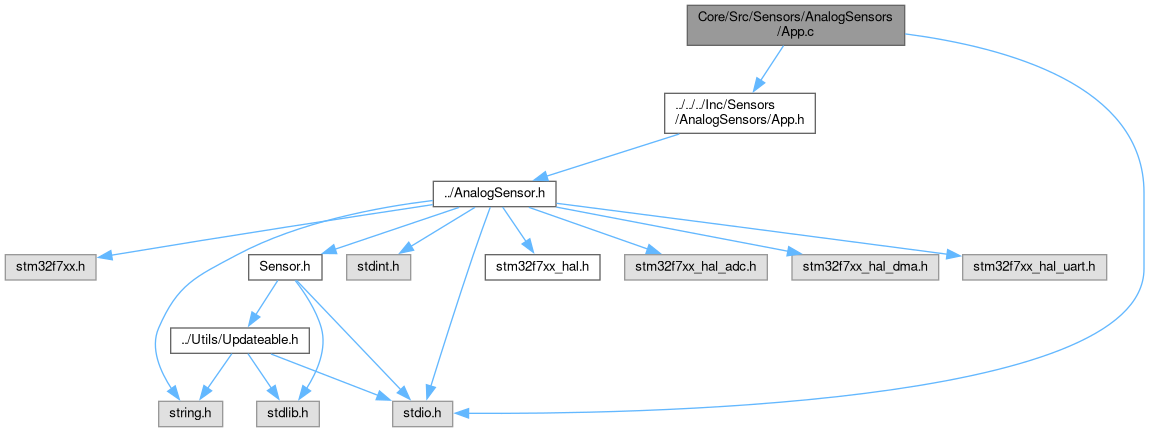 Core/Src/Sensors/AnalogSensors
/App.c
../../../Inc/Sensors
/AnalogSensors/App.h
../AnalogSensor.h
stm32f7xx.h
Sensor.h
stdint.h
stm32f7xx_hal.h
stm32f7xx_hal_adc.h
stm32f7xx_hal_dma.h
stm32f7xx_hal_uart.h
../Utils/Updateable.h
string.h
stdlib.h
stdio.h